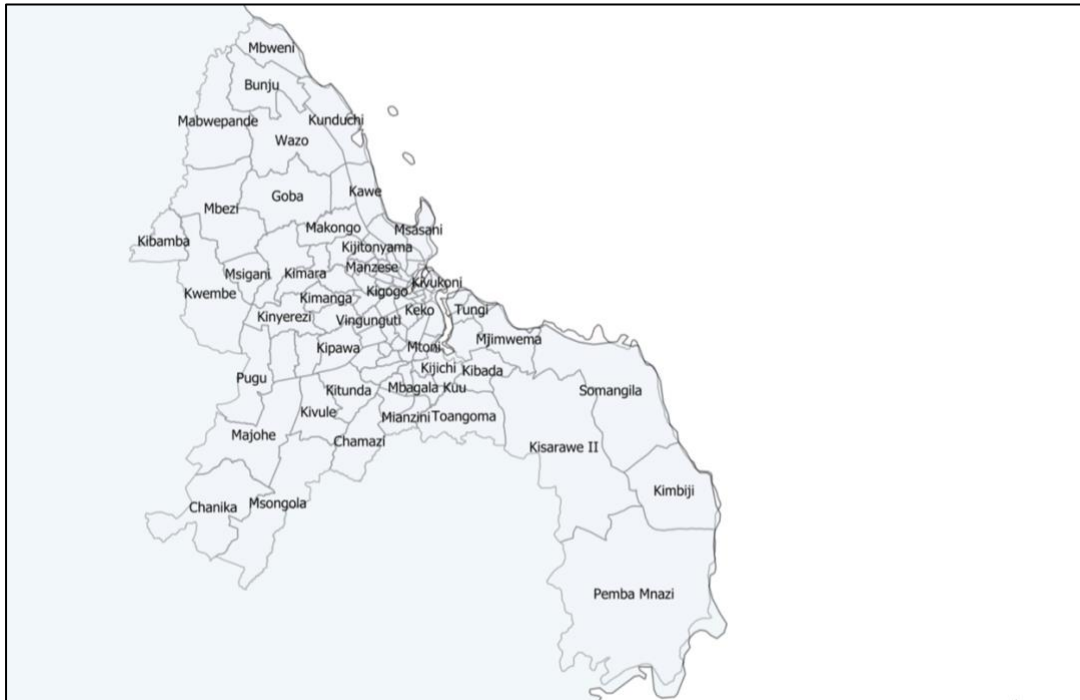 Mbweni
Bunju
Mabwepande
Kunduchi
Wazo
Kawe
Goba
Mbezi
Makongo
Msasani
Kibamba
Kijitonyama
Manzese
Msigani
Kimara
Kivukoni
Kwembe
Kimanga
Kigogo
Keko
Tungi
Kinyerezi
Vingunguti
Mjimwema
Kipawa
Mtoni
Kijichi
Kibada
Pugu
Kitunda
Mbagala Kuu
Somangila
Kivule
Mianzini
Toangoma
Majohe
Chamazi
Kisarawe II
Kimbiji
Chanika
Msongola
Pemba Mnazi